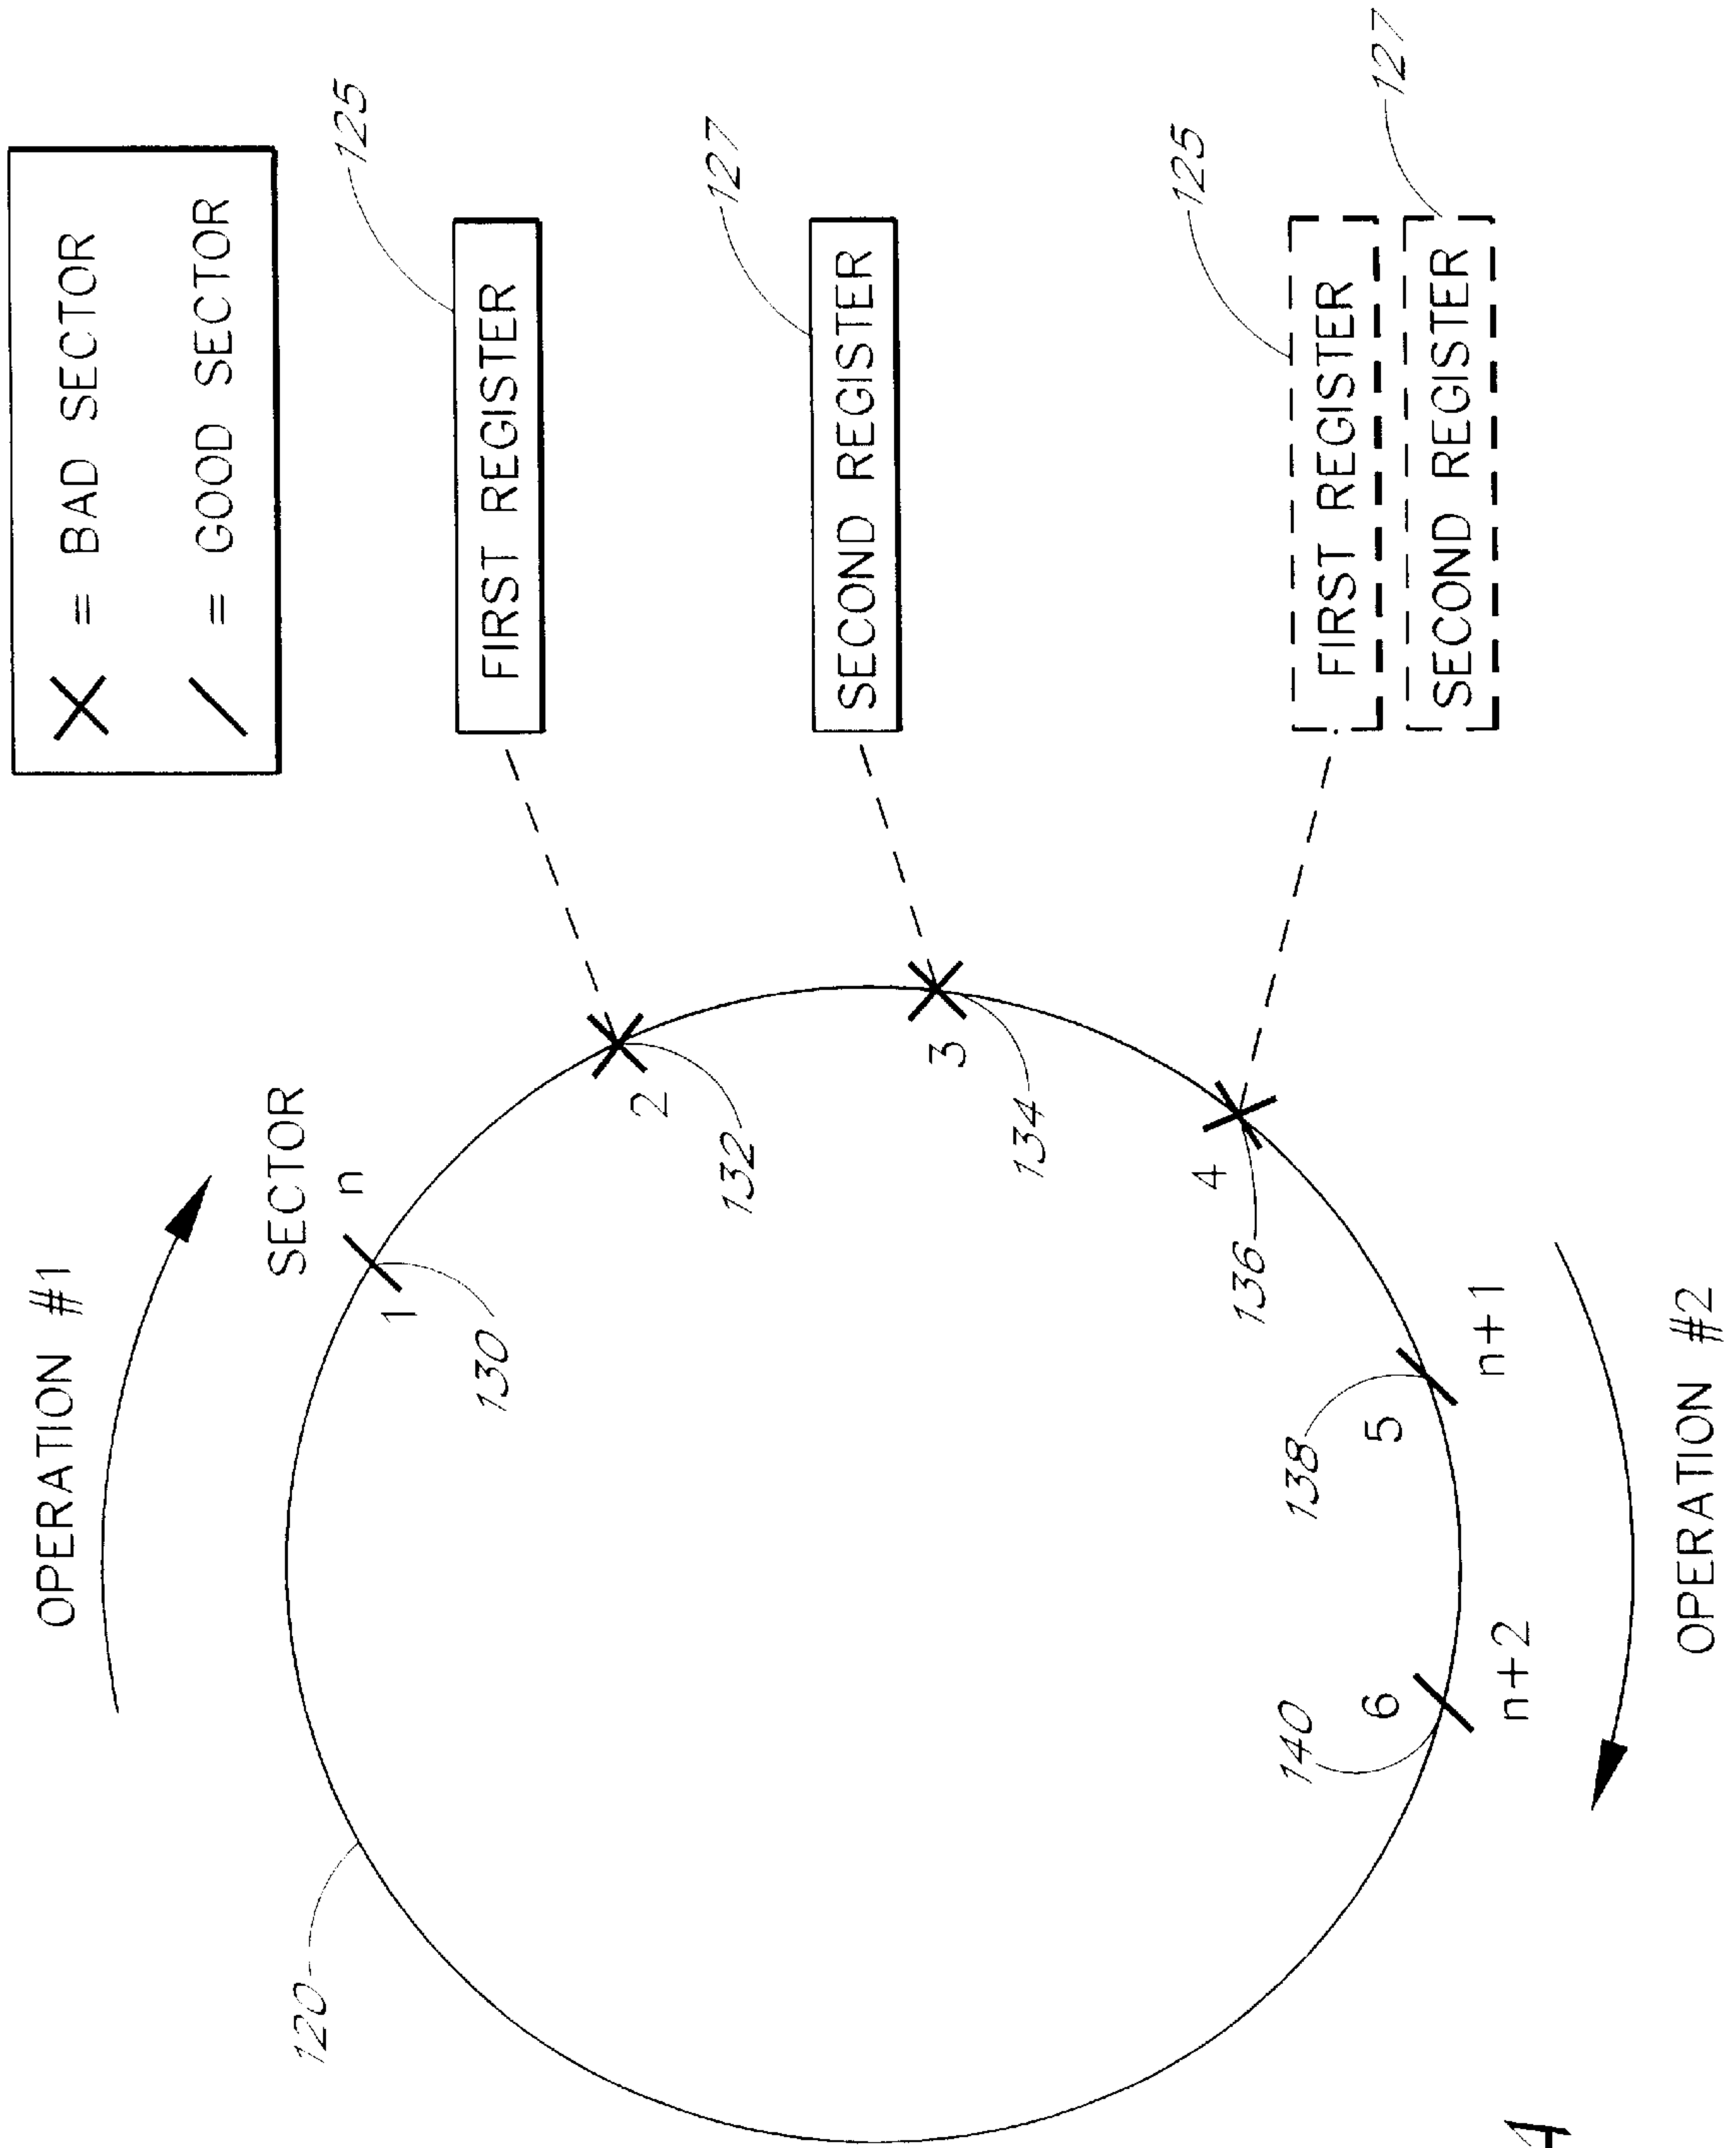 X = BAD SECTOR
/ = GOOD SECTOR
OPERATION #1
SECTOR
n
1
130
125
FIRST REGISTER
2
132
127
SECOND REGISTER
3
134
4
136
125
FIRST REGISTER
127
SECOND REGISTER
5
138
n+1
6
140
n+2
120
OPERATION #2
A